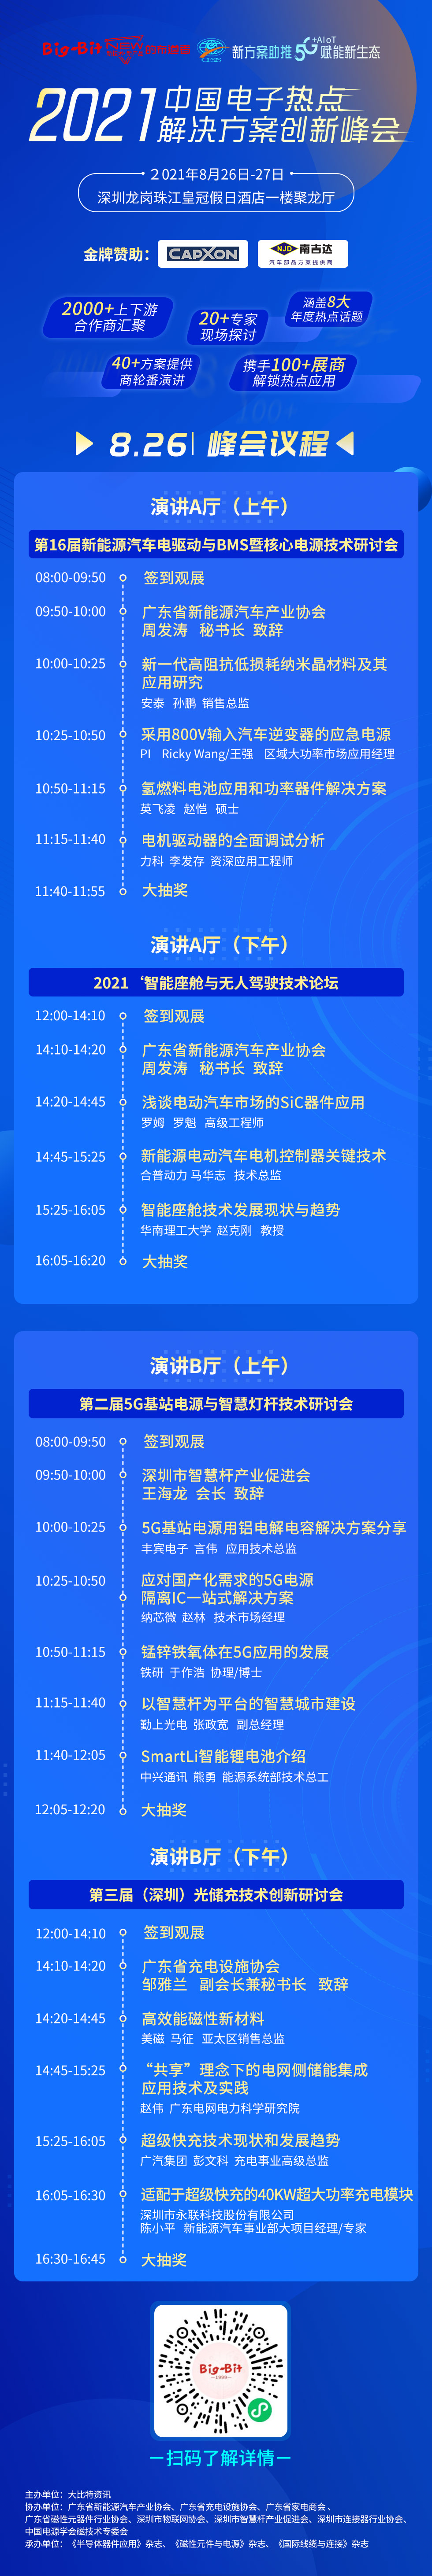 Big-Bit NEWS
新方案助推 5G+AIoT 赋能新生态
2021 中国电子热点
解决方案创新峰会
2021年8月26日-27日
深圳龙岗珠江皇冠假日酒店一楼聚龙厅
金牌赞助：
CAPXON
NJD 南吉达
汽车部品方案提供商
2000+上下游
合作商汇聚
20+专家
现场探讨
涵盖8大
年度热点话题
40+方案提供
商轮番演讲
携手100+展商
解锁热点应用
8.26 | 峰会议程
演讲A厅（上午）
第16届新能源汽车电驱动与BMS暨核心电源技术研讨会
08:00-09:50 签到观展
09:50-10:00 广东省新能源汽车产业协会
周发涛 秘书长 致辞
10:00-10:25 新一代高阻抗低损耗纳米晶材料及其
应用研究
安泰 孙鹏 销售总监
10:25-10:50 采用800V输入汽车逆变器的应急电源
PI Ricky Wang/王强 区域大功率市场应用经理
10:50-11:15 氢燃料电池应用和功率器件解决方案
英飞凌 赵恺 硕士
11:15-11:40 电机驱动器的全面调试分析
力科 李发存 资深应用工程师
11:40-11:55 大抽奖
演讲A厅（下午）
2021‘智能座舱与无人驾驶技术论坛
12:00-14:10 签到观展
14:10-14:20 广东省新能源汽车产业协会
周发涛 秘书长 致辞
14:20-14:45 浅谈电动汽车市场的SiC器件应用
罗姆 罗魁 高级工程师
14:45-15:25 新能源电动汽车电机控制器关键技术
合普动力 马华志 技术总监
15:25-16:05 智能座舱技术发展现状与趋势
华南理工大学 赵克刚 教授
16:05-16:20 大抽奖
演讲B厅（上午）
第二届5G基站电源与智慧灯杆技术研讨会
08:00-09:50 签到观展
09:50-10:00 深圳市智慧杆产业促进会
王海龙 会长 致辞
10:00-10:25 5G基站电源用铝电解电容解决方案分享
丰宾电子 言伟 应用技术总监
10:25-10:50 应对国产化需求的5G电源
隔离IC一站式解决方案
纳芯微 赵林 技术市场经理
10:50-11:15 锰锌铁氧体在5G应用的发展
铁研 于作浩 协理/博士
11:15-11:40 以智慧杆为平台的智慧城市建设
勤上光电 张政宽 副总经理
11:40-12:05 SmartLi智能锂电池介绍
中兴通讯 熊勇 能源系统部技术总工
12:05-12:20 大抽奖
演讲B厅（下午）
第三届（深圳）光储充技术创新研讨会
12:00-14:10 签到观展
14:10-14:20 广东省充电设施协会
邹雅兰 副会长兼秘书长 致辞
14:20-14:45 高效能磁性新材料
美磁 马征 亚太区销售总监
14:45-15:25 “共享”理念下的电网侧储能集成
应用技术及实践
赵伟 广东电网电力科学研究院
15:25-16:05 超级快充技术现状和发展趋势
广汽集团 彭文科 充电事业高级总监
16:05-16:30 适配于超级快充的40KW超大功率充电模块
深圳市永联科技股份有限公司
陈小平 新能源汽车事业部大项目经理/专家
16:30-16:45 大抽奖
Big-Bit
—1999—
－扫码了解详情－
主办单位：大比特资讯
协办单位：广东省新能源汽车产业协会、广东省充电设施协会、广东省家电商会、
广东省磁性元器件行业协会、深圳市物联网协会、深圳市智慧杆产业促进会、深圳市连接器行业协会、
中国电源学会磁技术专委会
承办单位：《半导体器件应用》杂志、《磁性元件与电源》杂志、《国际线缆与连接》杂志